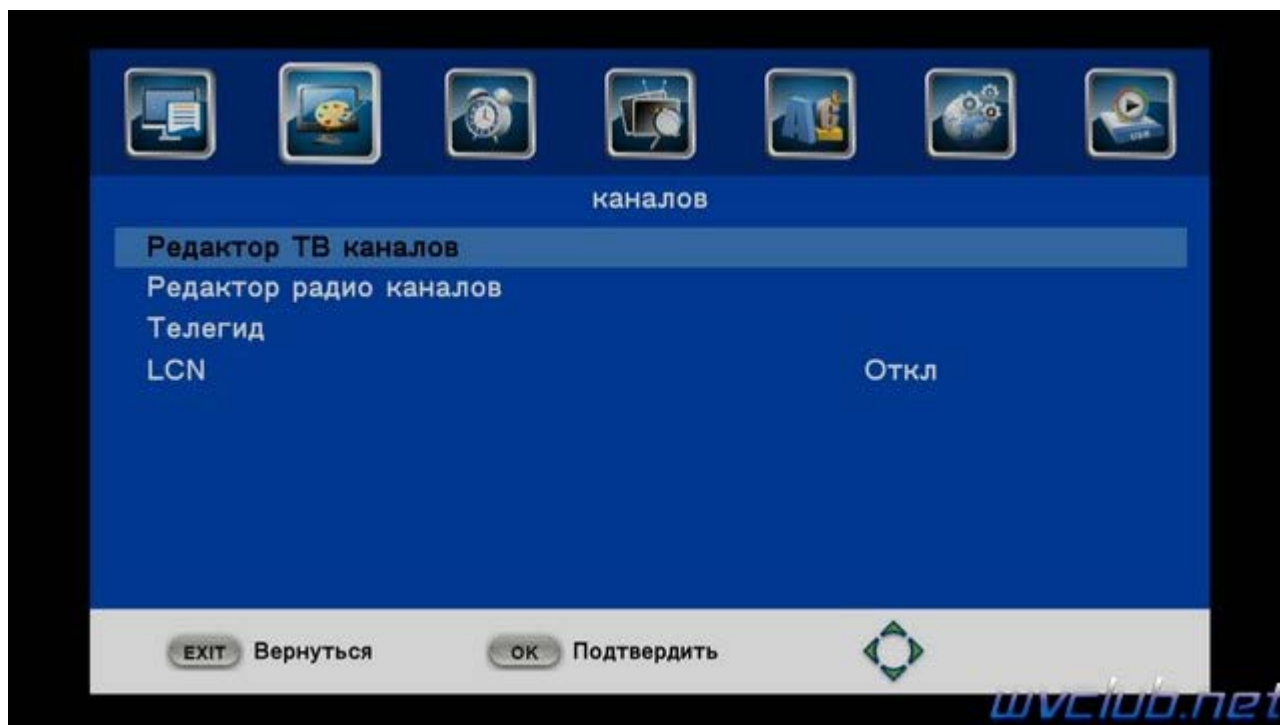 каналов
Редактор ТВ каналов
Редактор радио каналов
Телегид
LCN Откл
EXIT Вернуться OK Подтвердить
wvclub.net